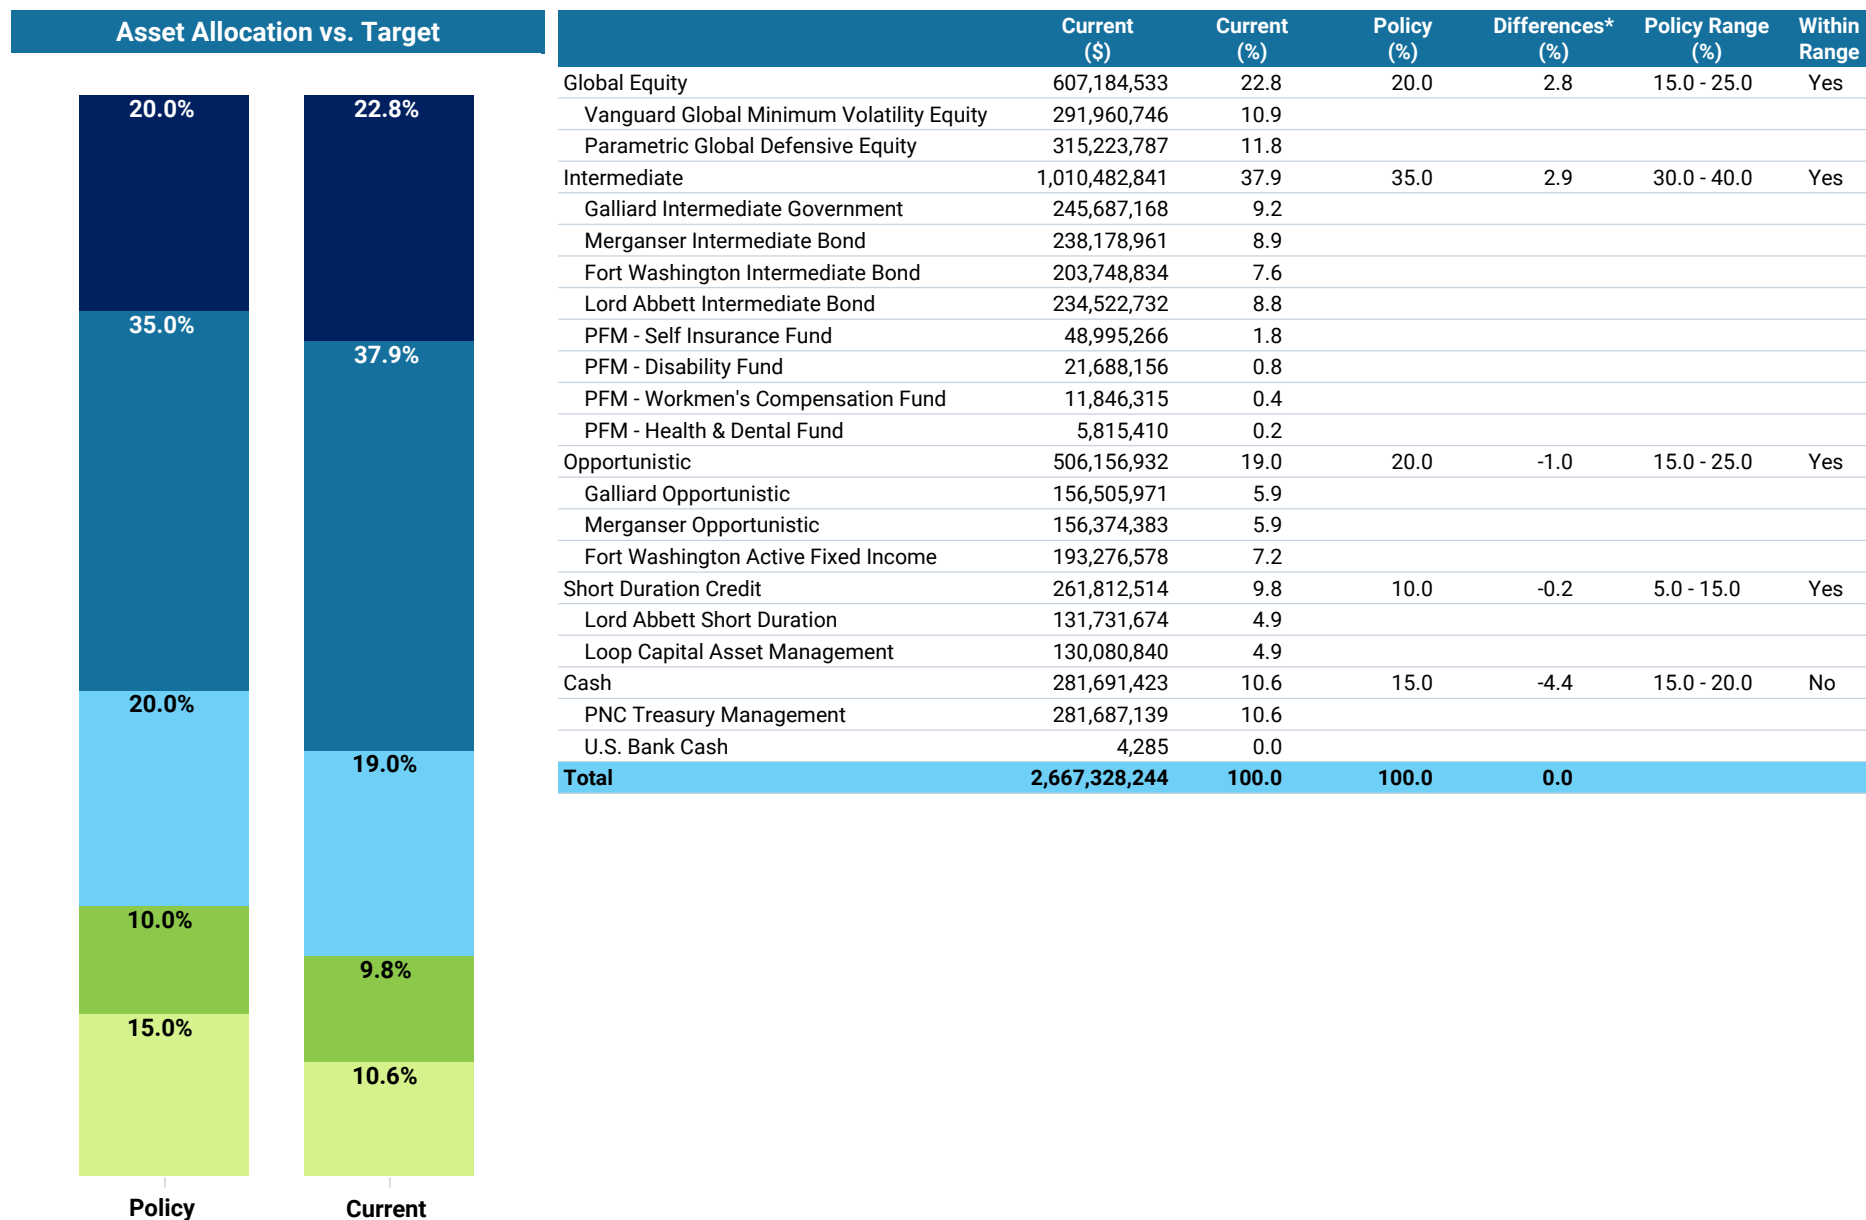 Asset Allocation vs. Target
20.0%
35.0%
20.0%
10.0%
15.0%
Policy
22.8%
37.9%
19.0%
9.8%
10.6%
Current
Current ($) Current (%) Policy (%) Differences* (%) Policy Range (%) Within Range
Global Equity 607,184,533 22.8 20.0 2.8 15.0 - 25.0 Yes
Vanguard Global Minimum Volatility Equity 291,960,746 10.9
Parametric Global Defensive Equity 315,223,787 11.8
Intermediate 1,010,482,841 37.9 35.0 2.9 30.0 - 40.0 Yes
Galliard Intermediate Government 245,687,168 9.2
Merganser Intermediate Bond 238,178,961 8.9
Fort Washington Intermediate Bond 203,748,834 7.6
Lord Abbett Intermediate Bond 234,522,732 8.8
PFM - Self Insurance Fund 48,995,266 1.8
PFM - Disability Fund 21,688,156 0.8
PFM - Workmen's Compensation Fund 11,846,315 0.4
PFM - Health & Dental Fund 5,815,410 0.2
Opportunistic 506,156,932 19.0 20.0 -1.0 15.0 - 25.0 Yes
Galliard Opportunistic 156,505,971 5.9
Merganser Opportunistic 156,374,383 5.9
Fort Washington Active Fixed Income 193,276,578 7.2
Short Duration Credit 261,812,514 9.8 10.0 -0.2 5.0 - 15.0 Yes
Lord Abbett Short Duration 131,731,674 4.9
Loop Capital Asset Management 130,080,840 4.9
Cash 281,691,423 10.6 15.0 -4.4 15.0 - 20.0 No
PNC Treasury Management 281,687,139 10.6
U.S. Bank Cash 4,285 0.0
Total 2,667,328,244 100.0 100.0 0.0